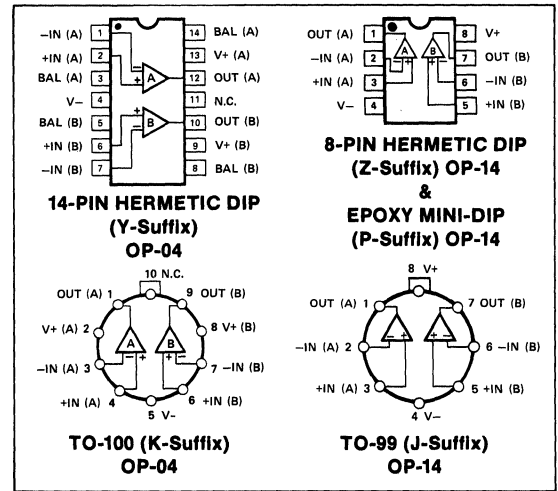 –IN (A) 1 14 BAL (A)
+IN (A) 2 13 V+ (A)
BAL (A) 3 12 OUT (A)
V– 4 11 N.C.
BAL (B) 5 10 OUT (B)
+IN (B) 6 9 V+ (B)
–IN (B) 7 8 BAL (B)
– + A
+ – B
14-PIN HERMETIC DIP
(Y-Suffix)
OP-04
OUT (A) 1 8 V+
–IN (A) 2 7 OUT (B)
+IN (A) 3 6 –IN (B)
V– 4 5 +IN (B)
A B
– + + –
8-PIN HERMETIC DIP
(Z-Suffix) OP-14
&
EPOXY MINI-DIP
(P-Suffix) OP-14
10 N.C.
OUT (A) 1 9 OUT (B)
V+ (A) 2 8 V+ (B)
A B
– + + –
–IN (A) 3 7 –IN (B)
+IN (A) 4 6 +IN (B)
5 V–
TO-100 (K-Suffix)
OP-04
8 V+
OUT (A) 1 7 OUT (B)
– + + –
–IN (A) 2 6 –IN (B)
+IN (A) 3 5 +IN (B)
4 V–
TO-99 (J-Suffix)
OP-14